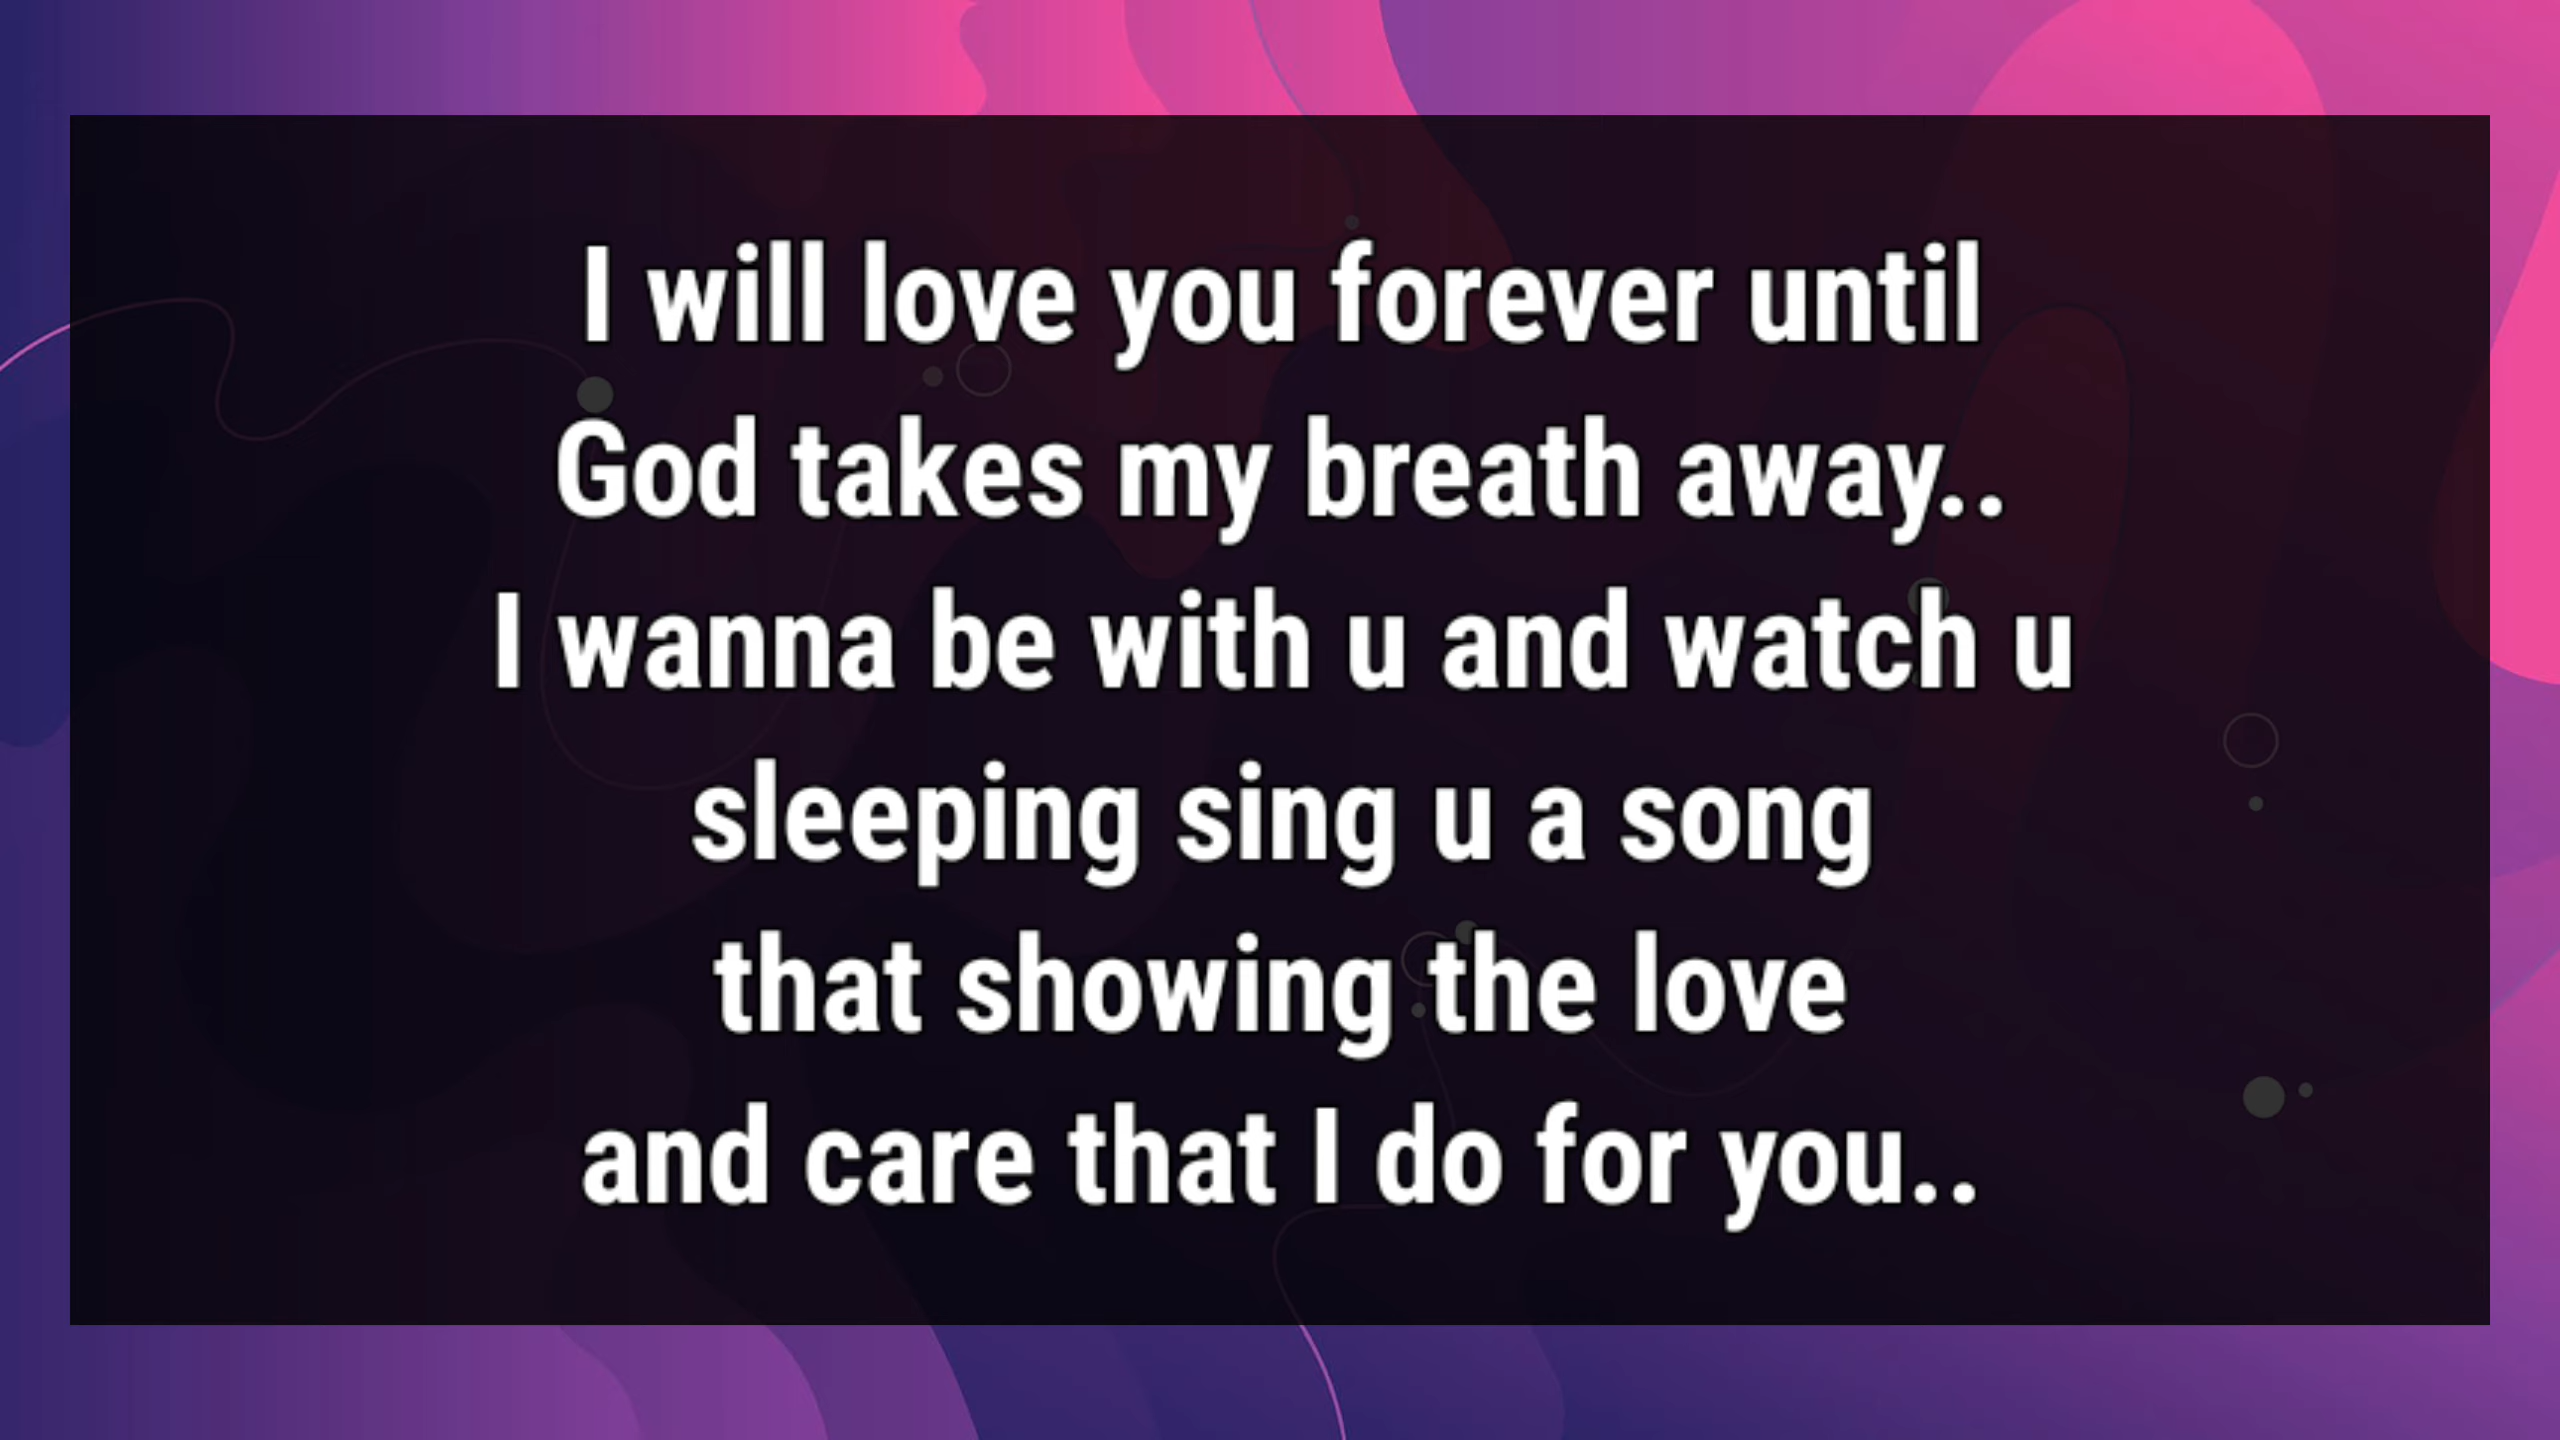 I will love you forever until
God takes my breath away..
I wanna be with u and watch u
sleeping sing u a song
that showing the love
and care that I do for you..